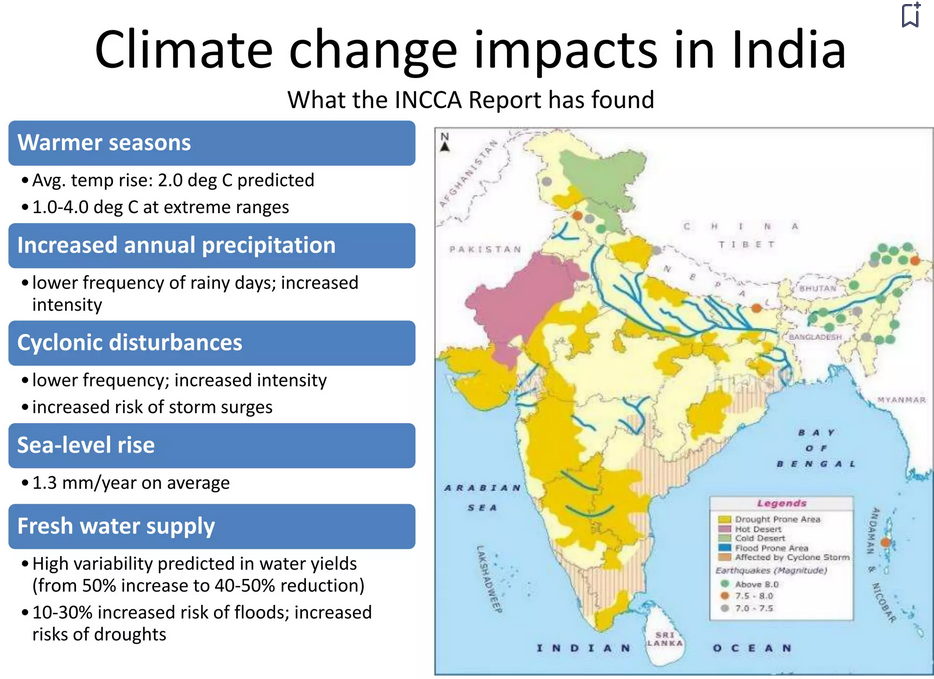 Climate change impacts in India
What the INCCA Report has found
Warmer seasons
•Avg. temp rise: 2.0 deg C predicted
•1.0-4.0 deg C at extreme ranges
Increased annual precipitation
•lower frequency of rainy days; increased
intensity
Cyclonic disturbances
•lower frequency; increased intensity
•increased risk of storm surges
Sea-level rise
•1.3 mm/year on average
Fresh water supply
•High variability predicted in water yields
(from 50% increase to 40-50% reduction)
•10-30% increased risk of floods; increased
risks of droughts
N
AFGHANISTAN
PAKISTAN
CHINA
TIBET
NEPAL
BHUTAN
BANGLADESH
MYANMAR
BAY
OF
BENGAL
ARABIAN
SEA
LAKSHADWEEP
ANDAMAN & NICOBAR
SRI
LANKA
INDIAN OCEAN
Legends
Drought Prone Area
Hot Desert
Cold Desert
Flood Prone Area
Affected by Cyclone Storm
Earthquakes (Magnitude)
Above 8.0
7.5 - 8.0
7.0 - 7.5